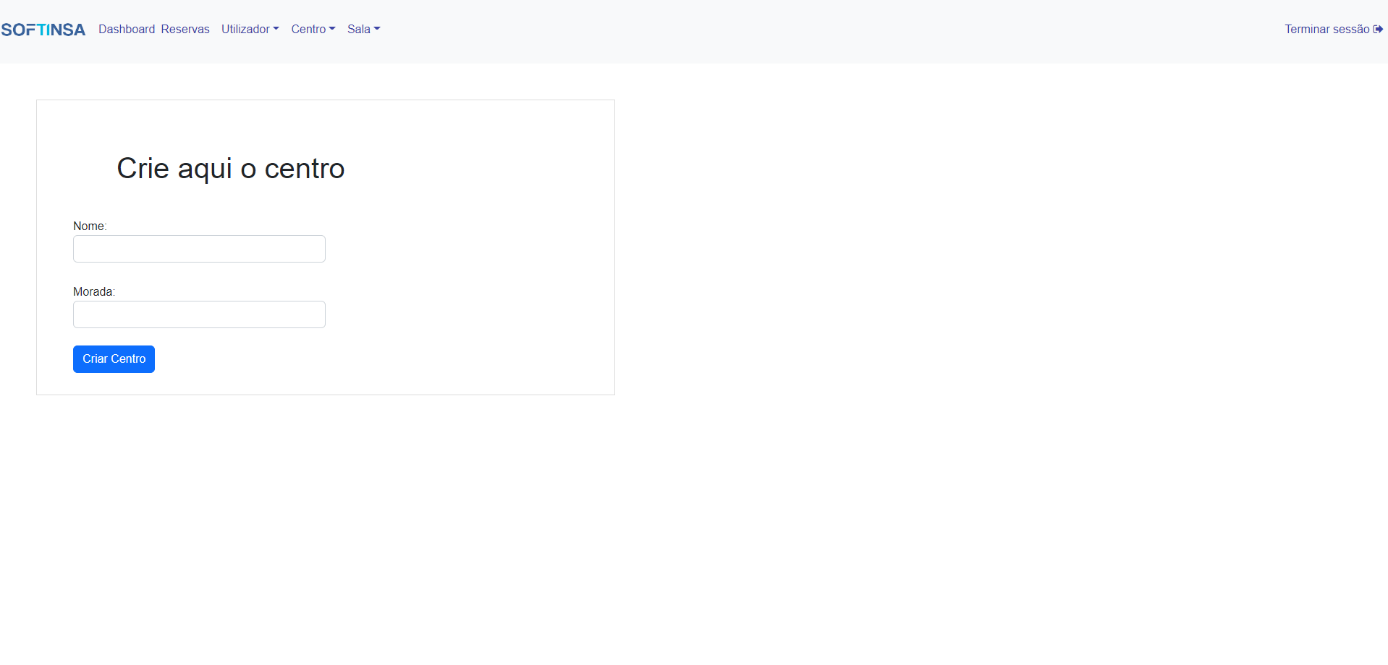 SOFTINSA Dashboard Reservas Utilizador Centro Sala Terminar sessão
Crie aqui o centro
Nome:
Morada:
Criar Centro